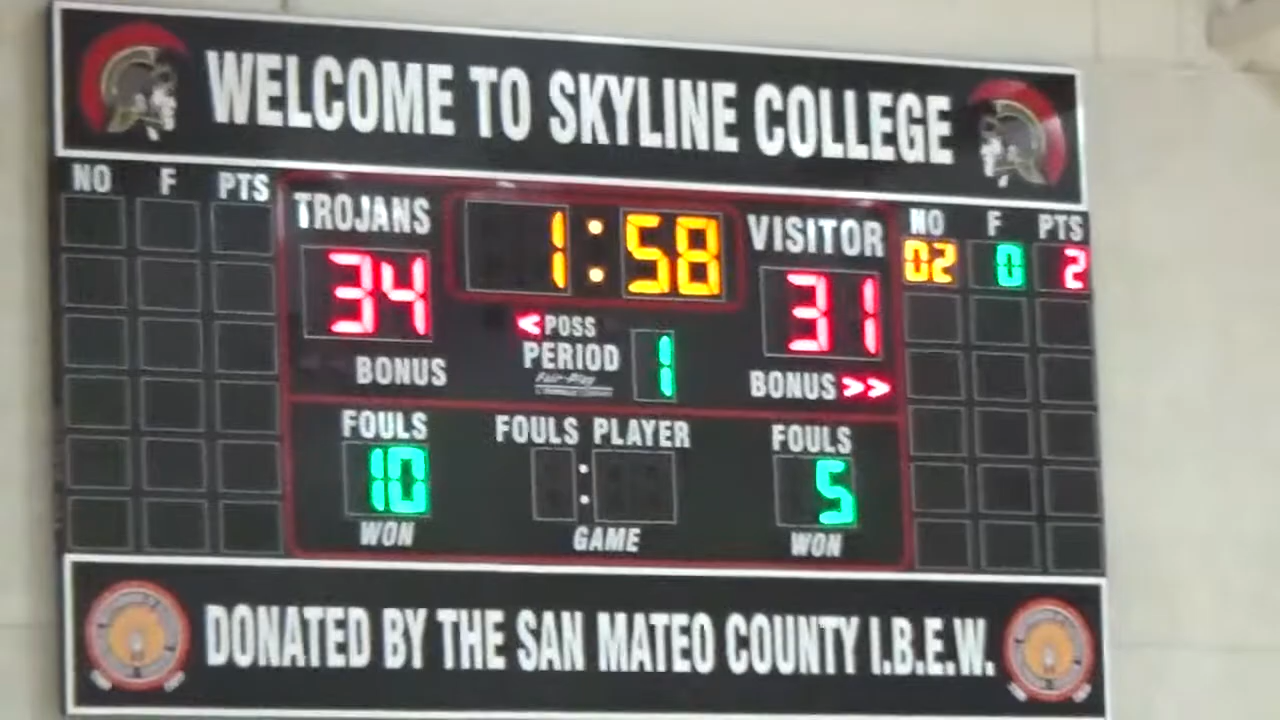 WELCOME TO SKYLINE COLLEGE
NO F PTS
TROJANS
34
1:58
VISITOR
31
NO F PTS
02 0 2
< POSS
PERIOD
1
Fair-Play
BONUS
BONUS >>
FOULS
10
WON
FOULS PLAYER
:
GAME
FOULS
5
WON
DONATED BY THE SAN MATEO COUNTY I.B.E.W.